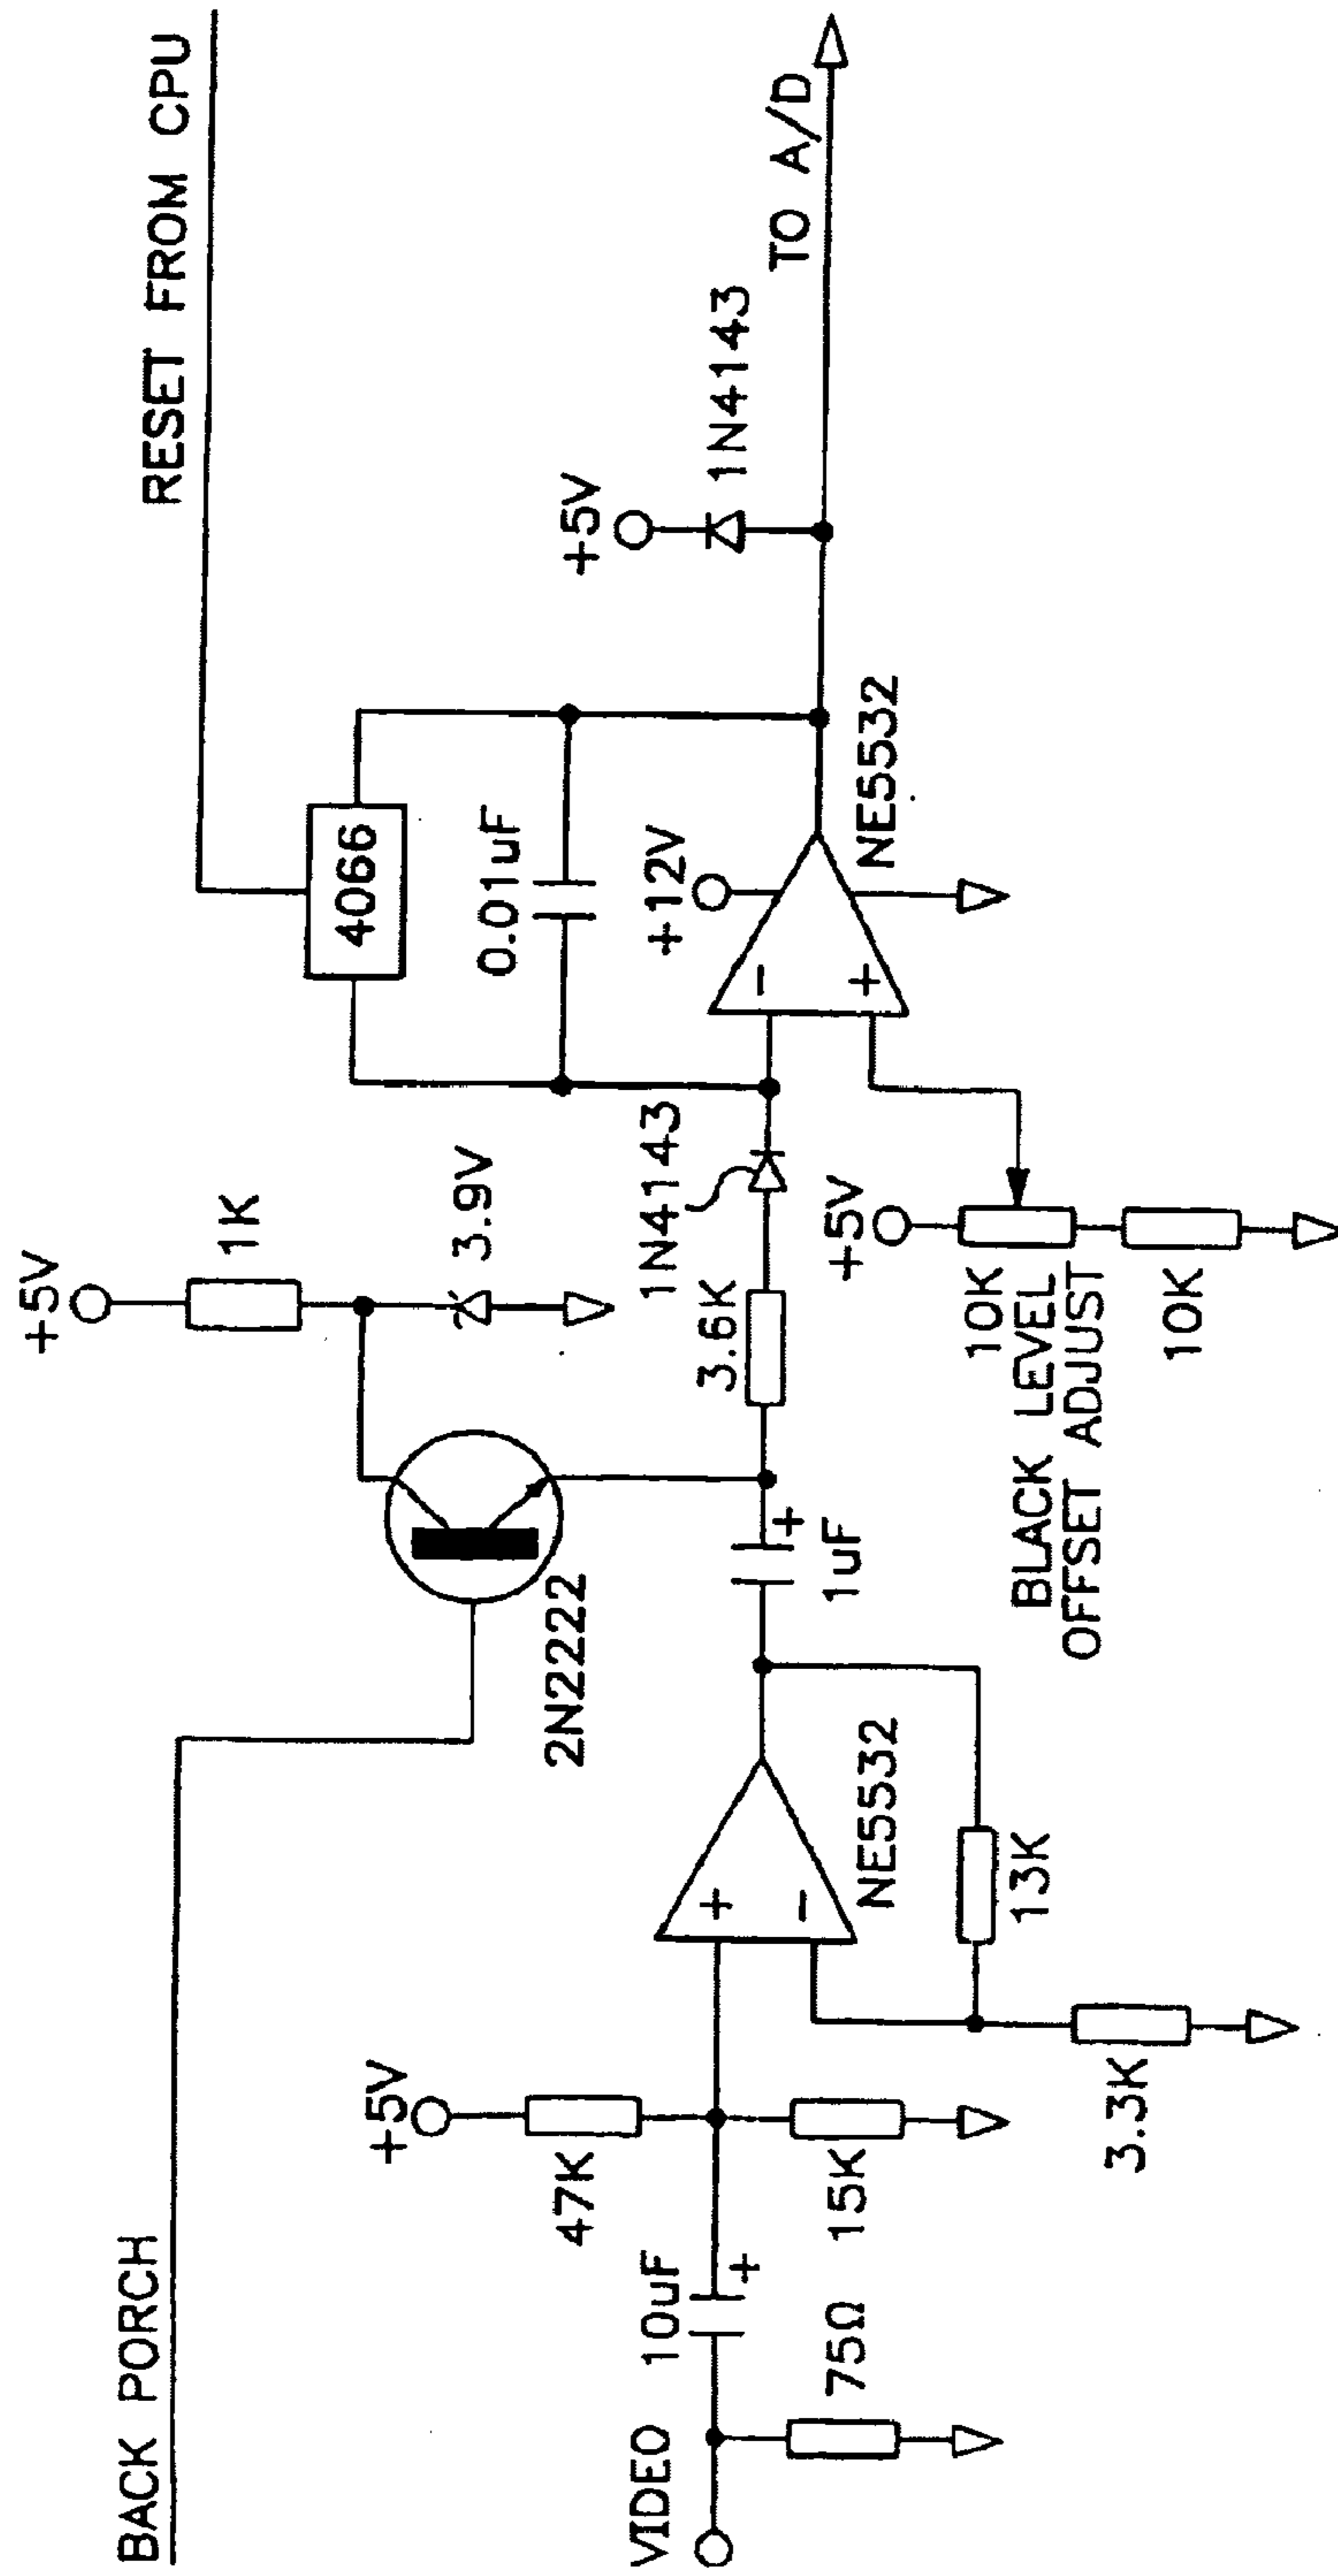 RESET FROM CPU
BACK PORCH
+5V
1K
3.9V
2N2222
4066
0.01uF
+5V
1N4143
TO A/D
+12V
NE5532
-
+
1N4143
3.6K
+
1uF
+5V
10K
BLACK LEVEL
OFFSET ADJUST
10K
+5V
47K
VIDEO
10uF
+
75Ω
15K
+
-
NE5532
13K
3.3K